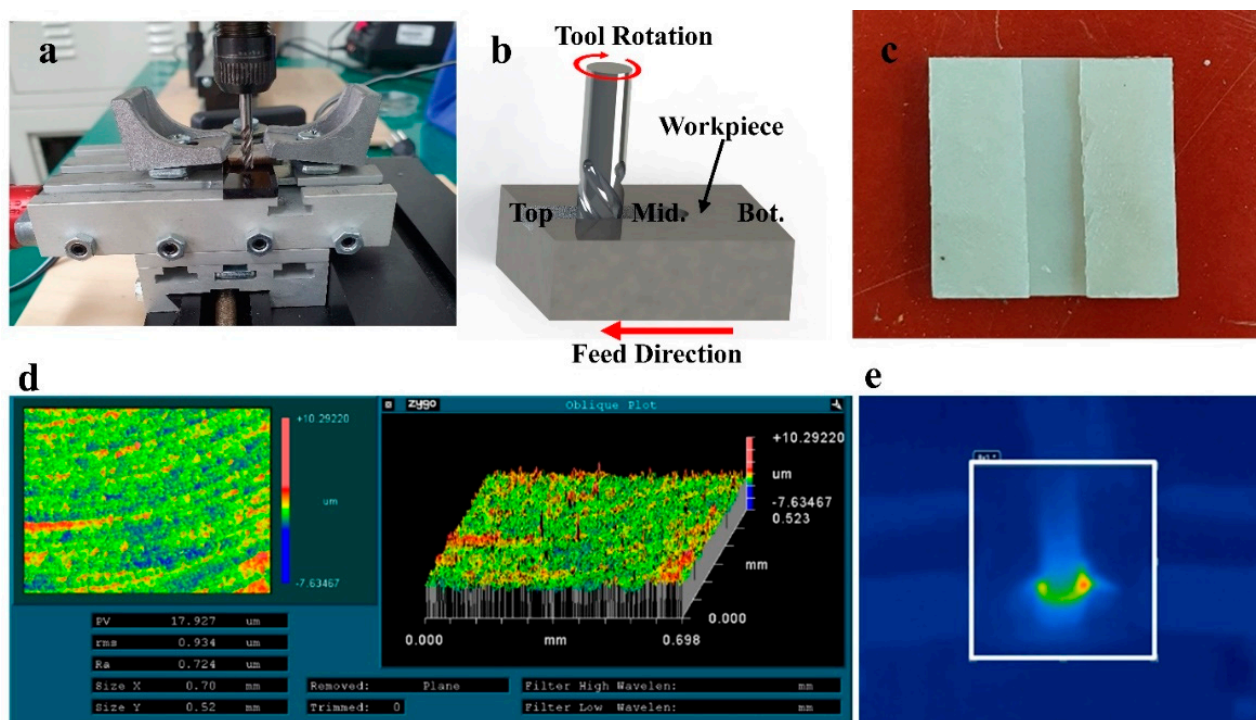 a
b
Tool Rotation
Workpiece
Top
Mid.
Bot.
Feed Direction
c
d
+10.29220
um
-7.63467
PV 17.927 um
rms 0.934 um
Ra 0.724 um
Size X 0.70 mm
Size Y 0.52 mm
zygo
Oblique Plot
+10.29220
um
-7.63467
0.523
mm
0.000
0.000
mm
0.698
Removed: Plane
Trimmed: 0
Filter High Wavelen: mm
Filter Low Wavelen: mm
e